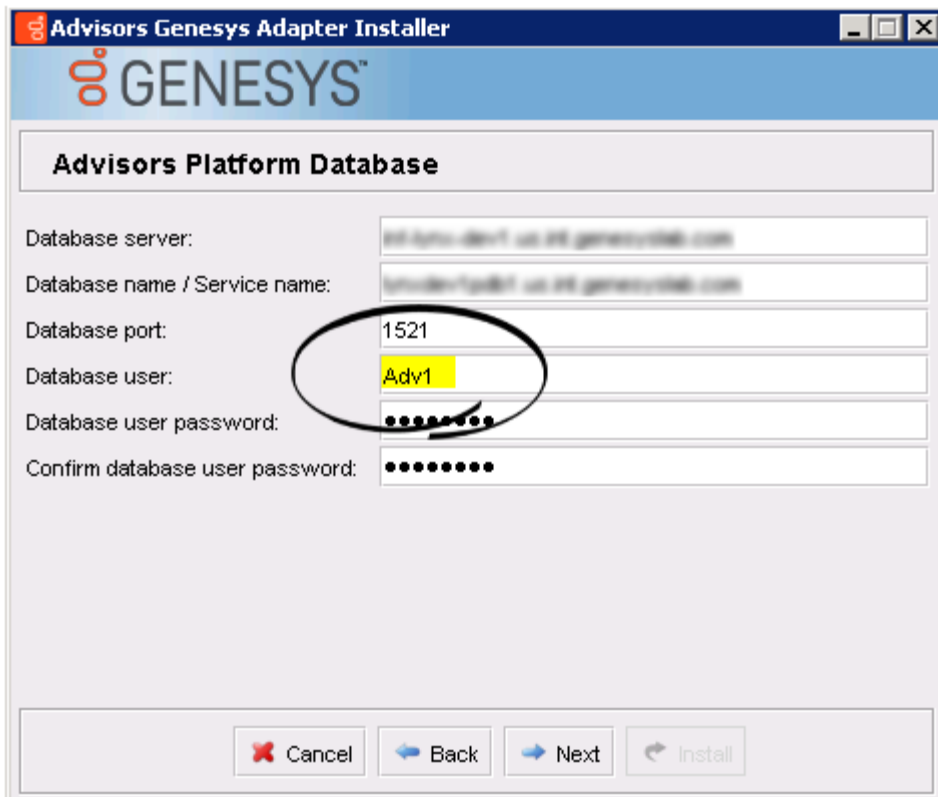 Advisors Genesys Adapter Installer
GENESYS™
Advisors Platform Database
Database server:
Database name / Service name:
Database port: 1521
Database user: Adv1
Database user password: ●●●●●●●●
Confirm database user password: ●●●●●●●●
Cancel Back Next Install